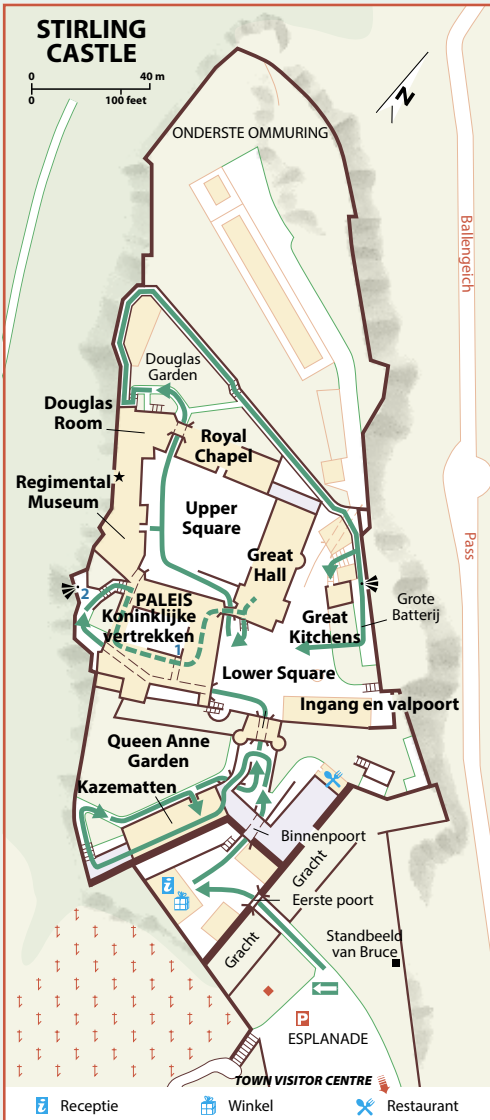 STIRLING
CASTLE
0 40 m
0 100 feet
N
ONDERSTE OMMURING
Ballengeich
Pass
Douglas
Garden
Douglas
Room
Royal
Chapel
Regimental
Museum
Upper
Square
Great
Hall
2
PALEIS
Koninklijke
vertrekken
1
Great
Kitchens
Grote
Batterij
Lower Square
Ingang en valpoort
Queen Anne
Garden
Kazematten
Binnenpoort
Gracht
Eerste poort
Gracht
Standbeeld
van Bruce
P
ESPLANADE
TOWN VISITOR CENTRE
i Receptie
Winkel
Restaurant